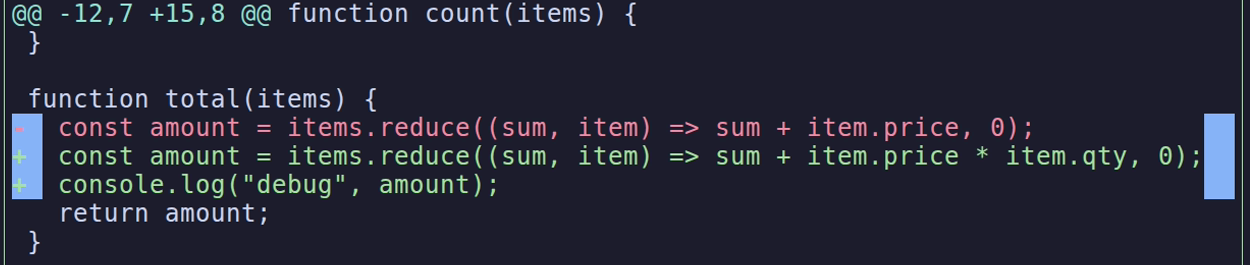 @@ -12,7 +15,8 @@ function count(items) {
 }

 function total(items) {
-  const amount = items.reduce((sum, item) => sum + item.price, 0);
+  const amount = items.reduce((sum, item) => sum + item.price * item.qty, 0);
+  console.log("debug", amount);
   return amount;
 }